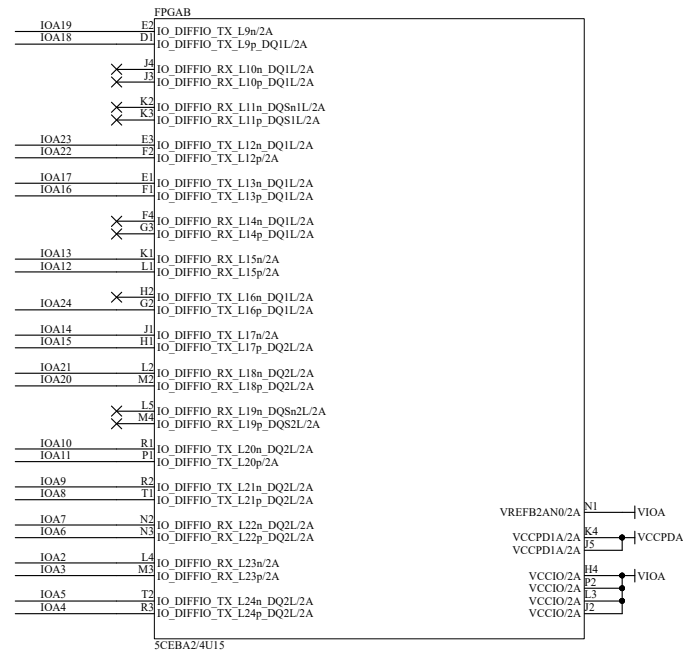 FPGAB
IOA19 E2 IO_DIFFIO_TX_L9n/2A
IOA18 D1 IO_DIFFIO_TX_L9p_DQ1L/2A
J4 IO_DIFFIO_RX_L10n_DQ1L/2A
J3 IO_DIFFIO_RX_L10p_DQ1L/2A
K2 IO_DIFFIO_RX_L11n_DQSn1L/2A
K3 IO_DIFFIO_RX_L11p_DQS1L/2A
IOA23 E3 IO_DIFFIO_TX_L12n_DQ1L/2A
IOA22 F2 IO_DIFFIO_TX_L12p/2A
IOA17 E1 IO_DIFFIO_TX_L13n_DQ1L/2A
IOA16 F1 IO_DIFFIO_TX_L13p_DQ1L/2A
F4 IO_DIFFIO_RX_L14n_DQ1L/2A
G3 IO_DIFFIO_RX_L14p_DQ1L/2A
IOA13 K1 IO_DIFFIO_RX_L15n/2A
IOA12 L1 IO_DIFFIO_RX_L15p/2A
H2 IO_DIFFIO_TX_L16n_DQ1L/2A
IOA24 G2 IO_DIFFIO_TX_L16p_DQ1L/2A
IOA14 J1 IO_DIFFIO_TX_L17n/2A
IOA15 H1 IO_DIFFIO_TX_L17p_DQ2L/2A
IOA21 L2 IO_DIFFIO_RX_L18n_DQ2L/2A
IOA20 M2 IO_DIFFIO_RX_L18p_DQ2L/2A
L5 IO_DIFFIO_RX_L19n_DQSn2L/2A
M4 IO_DIFFIO_RX_L19p_DQS2L/2A
IOA10 R1 IO_DIFFIO_TX_L20n_DQ2L/2A
IOA11 P1 IO_DIFFIO_TX_L20p/2A
IOA9 R2 IO_DIFFIO_TX_L21n_DQ2L/2A
IOA8 T1 IO_DIFFIO_TX_L21p_DQ2L/2A
IOA7 N2 IO_DIFFIO_RX_L22n_DQ2L/2A
IOA6 N3 IO_DIFFIO_RX_L22p_DQ2L/2A
IOA2 L4 IO_DIFFIO_RX_L23n/2A
IOA3 M3 IO_DIFFIO_RX_L23p/2A
IOA5 T2 IO_DIFFIO_TX_L24n_DQ2L/2A
IOA4 R3 IO_DIFFIO_TX_L24p_DQ2L/2A
VREFB2AN0/2A N1 VIOA
VCCPD1A/2A K4 VCCPDA
VCCPD1A/2A J5
VCCIO/2A H4 VIOA
VCCIO/2A P2
VCCIO/2A L3
VCCIO/2A J2
5CEBA2/4U15